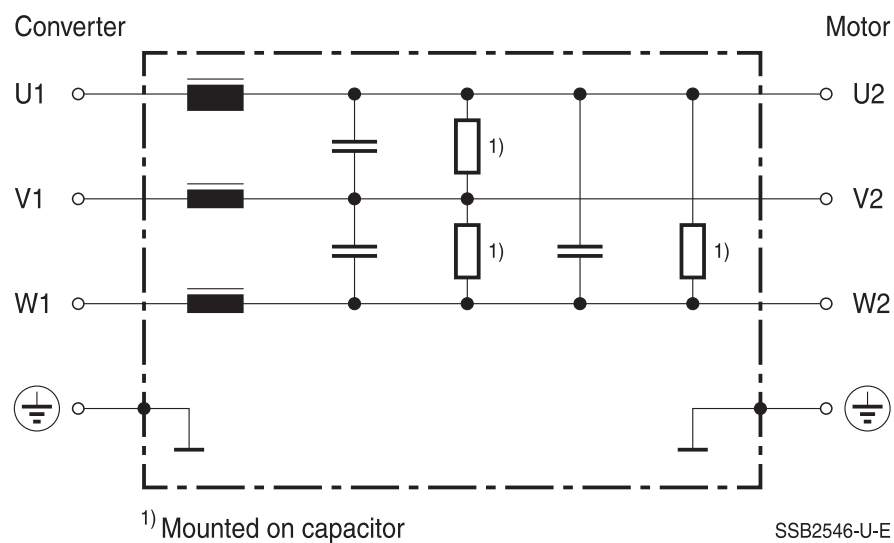 Converter Motor
U1 U2
1)
V1 V2
1) 1)
W1 W2
1) Mounted on capacitor
SSB2546-U-E